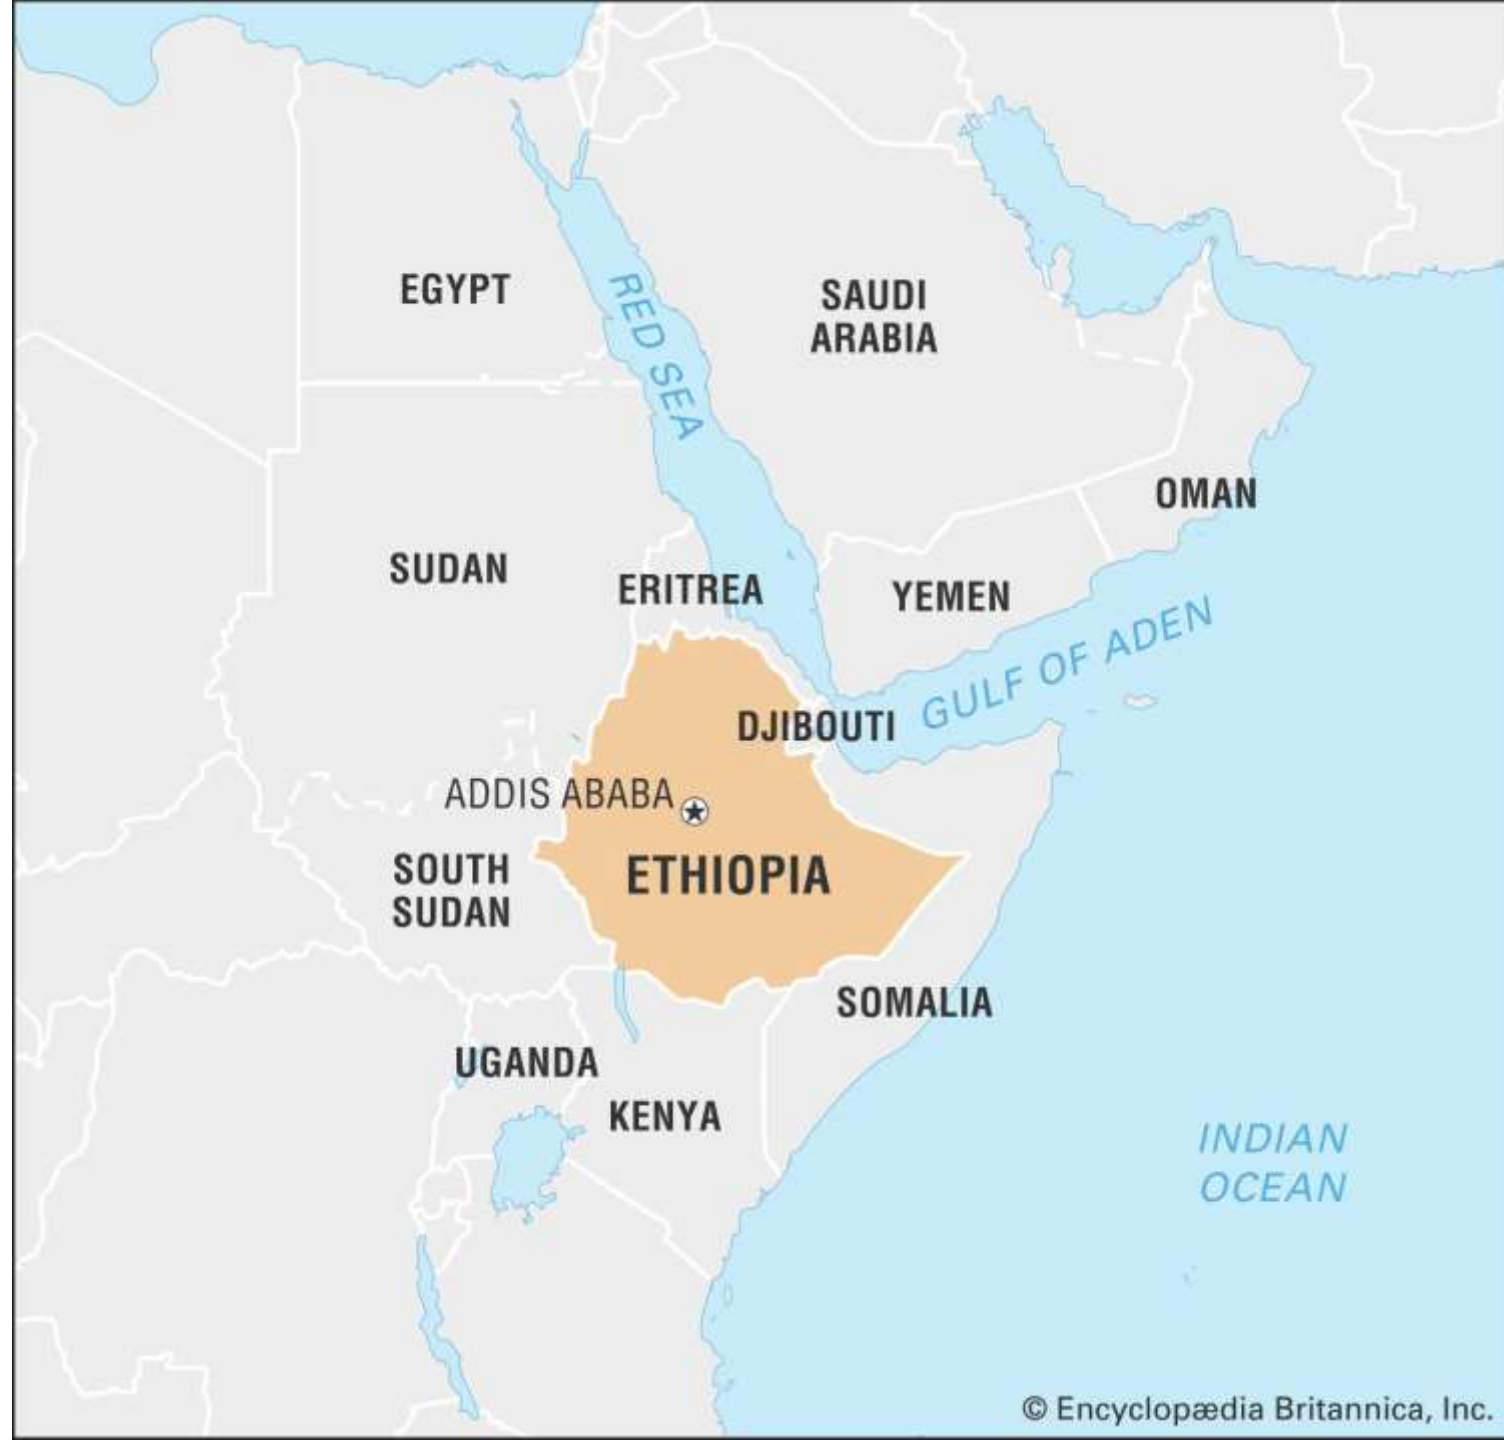 EGYPT
RED SEA
SAUDI
ARABIA
OMAN
SUDAN
ERITREA
YEMEN
GULF OF ADEN
DJIBOUTI
ADDIS ABABA
ETHIOPIA
SOUTH
SUDAN
SOMALIA
UGANDA
KENYA
INDIAN
OCEAN
© Encyclopædia Britannica, Inc.